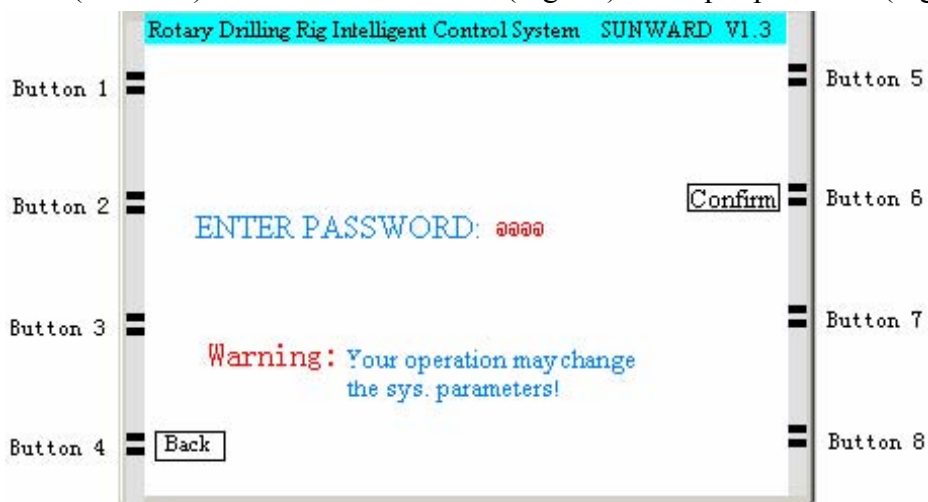 Rotary Drilling Rig Intelligent Control System SUNWARD V1.3
Button 1
Button 5
Button 2
Confirm
Button 6
ENTER PASSWORD: ∂∂∂∂
Button 3
Button 7
Warning: Your operation may change
the sys. parameters!
Button 4
Back
Button 8